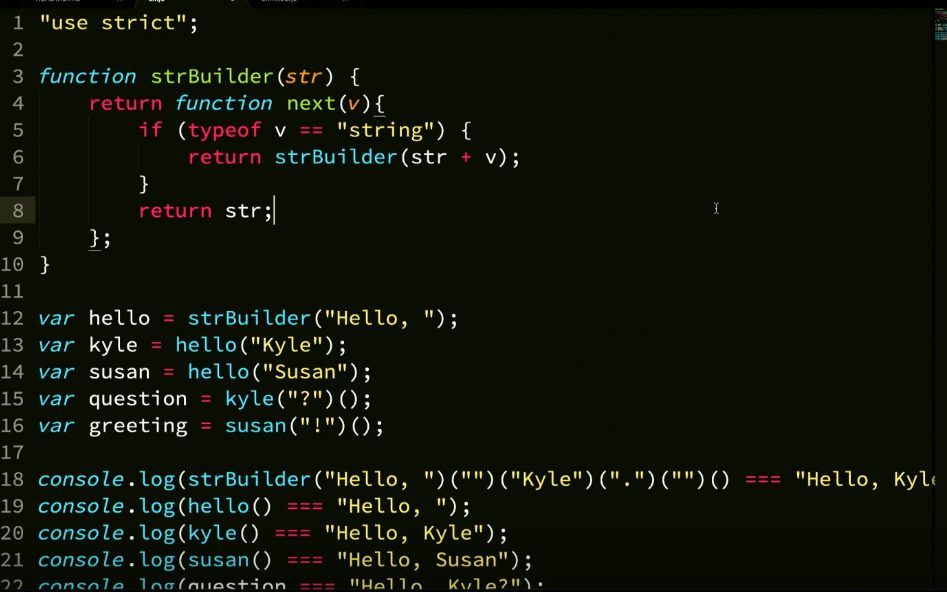 1 "use strict";
2
3 function strBuilder(str) {
4 return function next(v){
5 if (typeof v == "string") {
6 return strBuilder(str + v);
7 }
8 return str;
9 };
10 }
11
12 var hello = strBuilder("Hello, ");
13 var kyle = hello("Kyle");
14 var susan = hello("Susan");
15 var question = kyle("?")();
16 var greeting = susan("!")();
17
18 console.log(strBuilder("Hello, ")("")("Kyle")(".")("")() === "Hello, Kyle
19 console.log(hello() === "Hello, ");
20 console.log(kyle() === "Hello, Kyle");
21 console.log(susan() === "Hello, Susan");
22 console.log(question === "Hello, Kyle?");